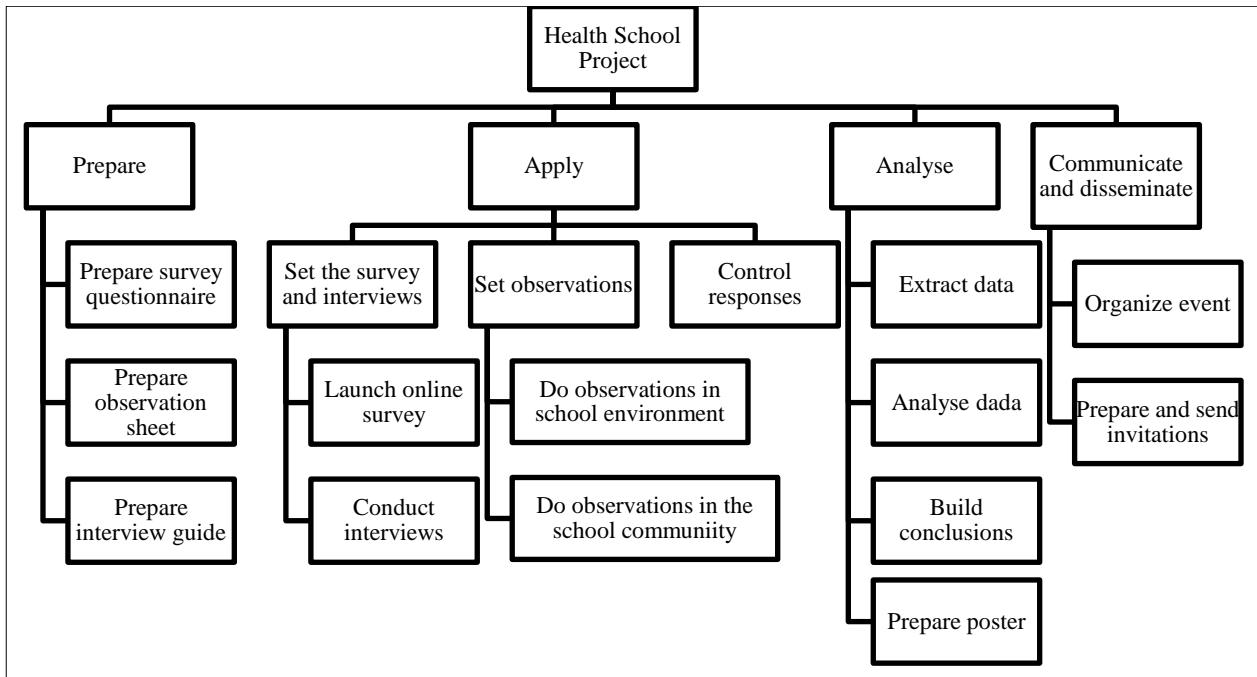 Health School
Project
Prepare
Apply
Analyse
Communicate
and disseminate
Prepare survey
questionnaire
Prepare
observation
sheet
Prepare
interview guide
Set the survey
and interviews
Launch online
survey
Conduct
interviews
Set observations
Do observations in
school environment
Do observations in the
school communiity
Control
responses
Extract data
Analyse dada
Build
conclusions
Prepare poster
Organize event
Prepare and send
invitations